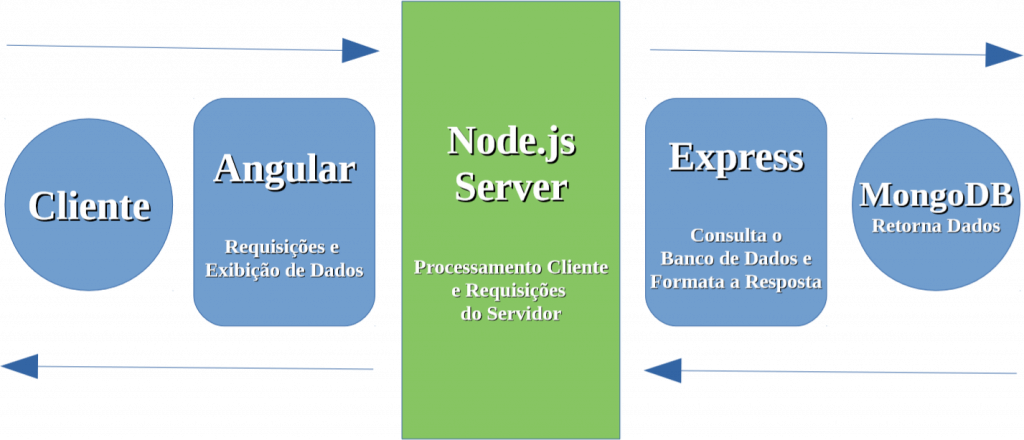 Cliente
Angular
Requisições e
Exibição de Dados
Node.js
Server
Processamento Cliente
e Requisições
do Servidor
Express
Consulta o
Banco de Dados e
Formata a Resposta
MongoDB
Retorna Dados